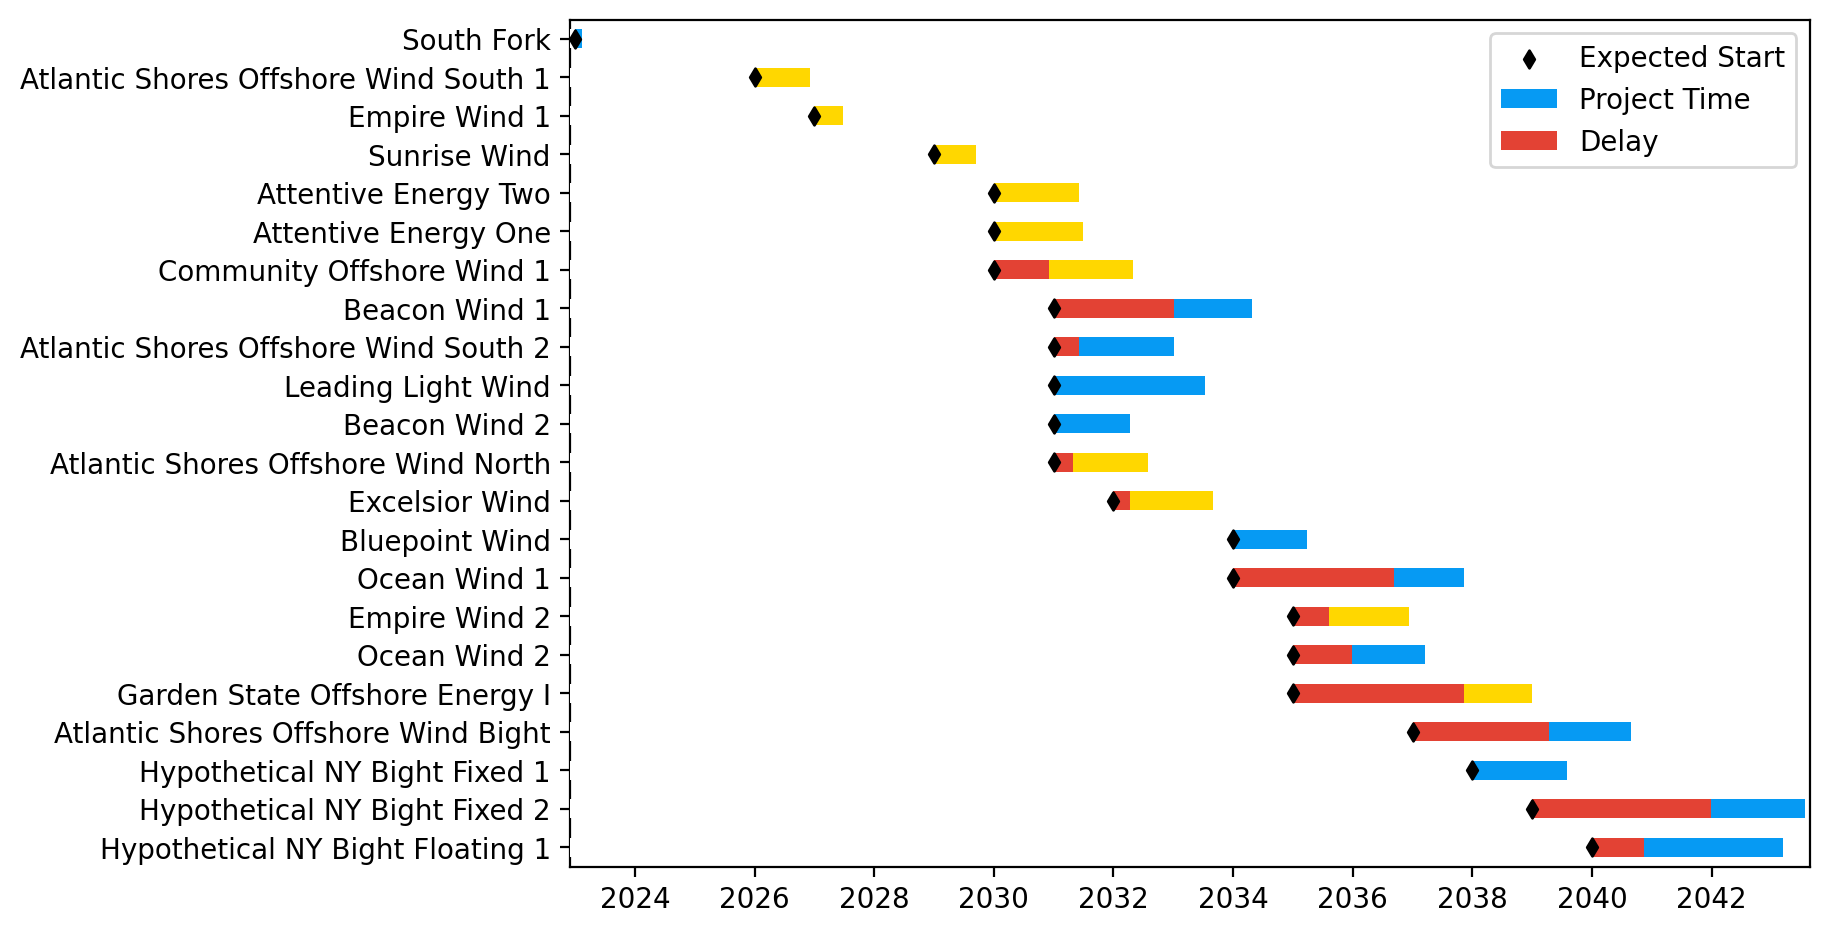 South Fork
Atlantic Shores Offshore Wind South 1
Empire Wind 1
Sunrise Wind
Attentive Energy Two
Attentive Energy One
Community Offshore Wind 1
Beacon Wind 1
Atlantic Shores Offshore Wind South 2
Leading Light Wind
Beacon Wind 2
Atlantic Shores Offshore Wind North
Excelsior Wind
Bluepoint Wind
Ocean Wind 1
Empire Wind 2
Ocean Wind 2
Garden State Offshore Energy I
Atlantic Shores Offshore Wind Bight
Hypothetical NY Bight Fixed 1
Hypothetical NY Bight Fixed 2
Hypothetical NY Bight Floating 1
Expected Start
Project Time
Delay
2024 2026 2028 2030 2032 2034 2036 2038 2040 2042